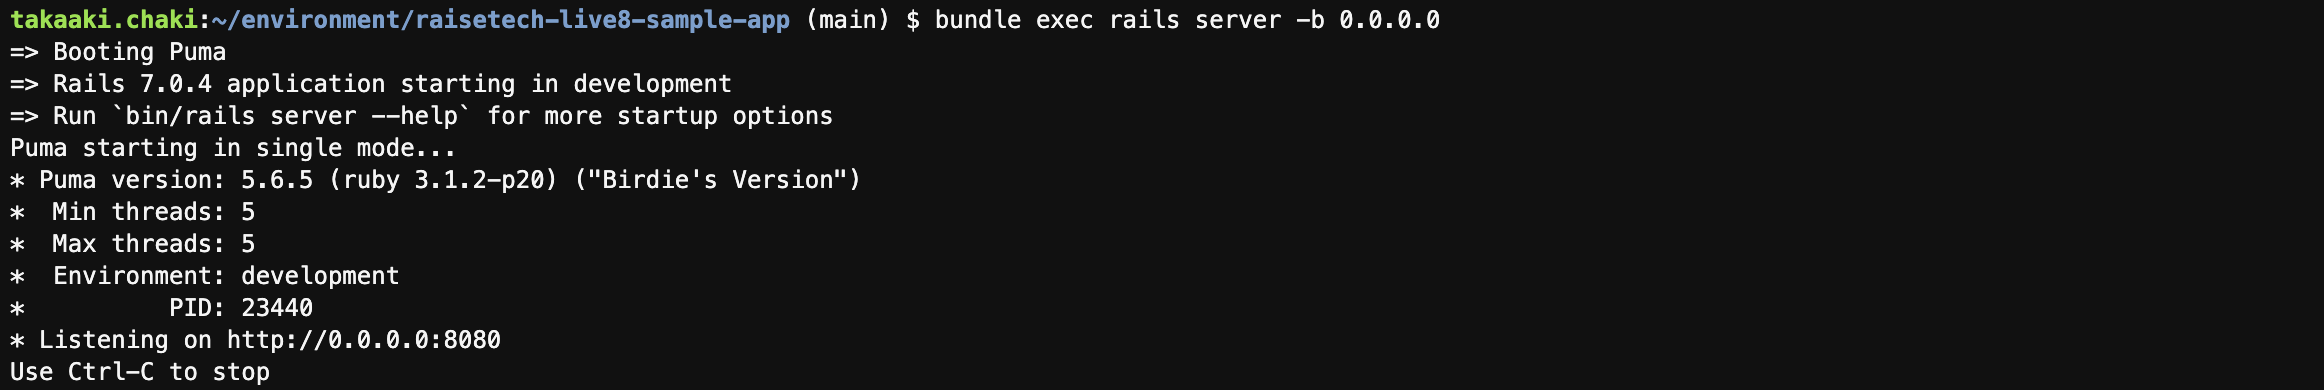 takaaki.chaki:~/environment/raisetech-live8-sample-app (main) $ bundle exec rails server -b 0.0.0.0
=> Booting Puma
=> Rails 7.0.4 application starting in development
=> Run `bin/rails server --help` for more startup options
Puma starting in single mode...
* Puma version: 5.6.5 (ruby 3.1.2-p20) ("Birdie's Version")
*  Min threads: 5
*  Max threads: 5
*  Environment: development
*          PID: 23440
* Listening on http://0.0.0.0:8080
Use Ctrl-C to stop